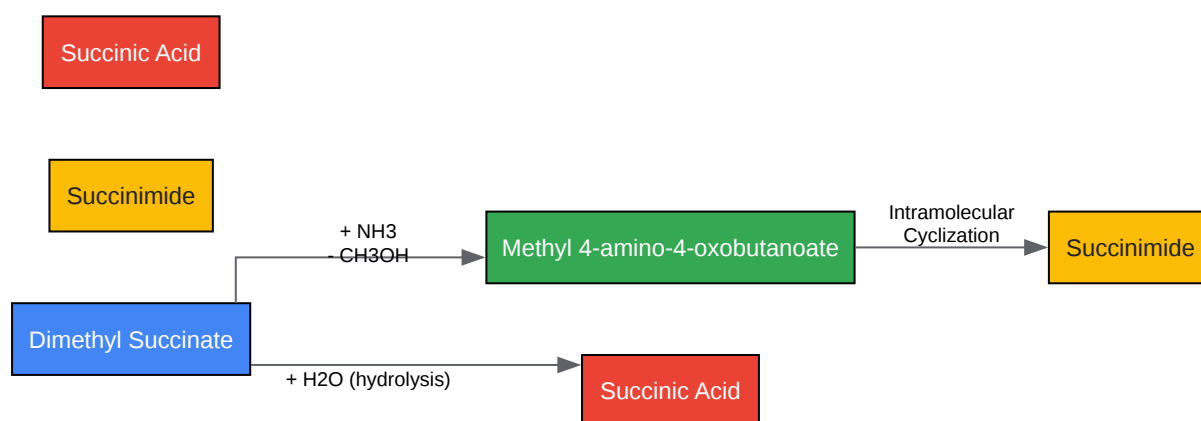 Succinic Acid
Succinimide
+ NH3
- CH3OH
Methyl 4-amino-4-oxobutanoate
Intramolecular
Cyclization
Succinimide
Dimethyl Succinate
+ H2O (hydrolysis)
Succinic Acid